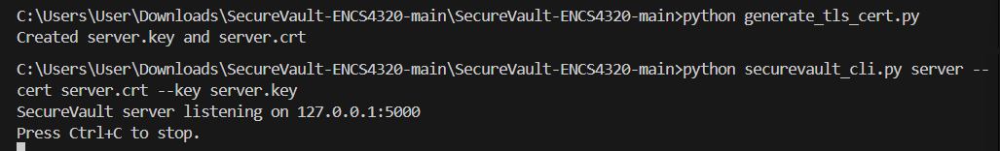 C:\Users\User\Downloads\SecureVault-ENCS4320-main\SecureVault-ENCS4320-main>python generate_tls_cert.py
Created server.key and server.crt
C:\Users\User\Downloads\SecureVault-ENCS4320-main\SecureVault-ENCS4320-main>python securevault_cli.py server --
cert server.crt --key server.key
SecureVault server listening on 127.0.0.1:5000
Press Ctrl+C to stop.